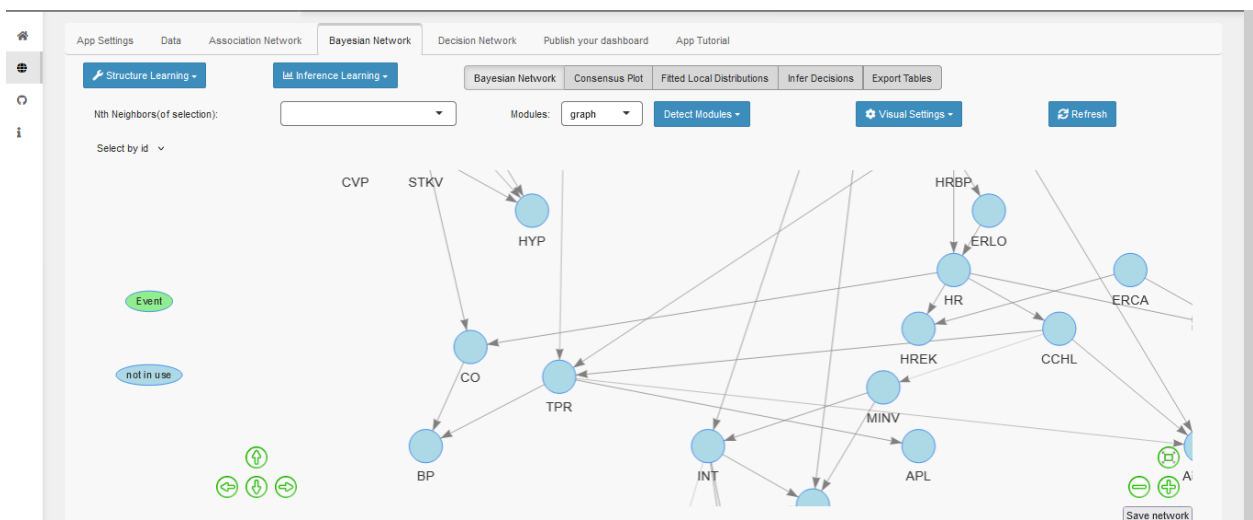 App Settings Data Association Network Bayesian Network Decision Network Publish your dashboard App Tutorial
Structure Learning Inference Learning Bayesian Network Consensus Plot Fitted Local Distributions Infer Decisions Export Tables
Nth Neighbors(of selection): Modules: graph Detect Modules Visual Settings Refresh
Select by id
CVP STKV HRBP
HYP ERLO
Event HR ERCA
HREK CCHL
not in use CO
TPR MINV
BP INT APL
Save network